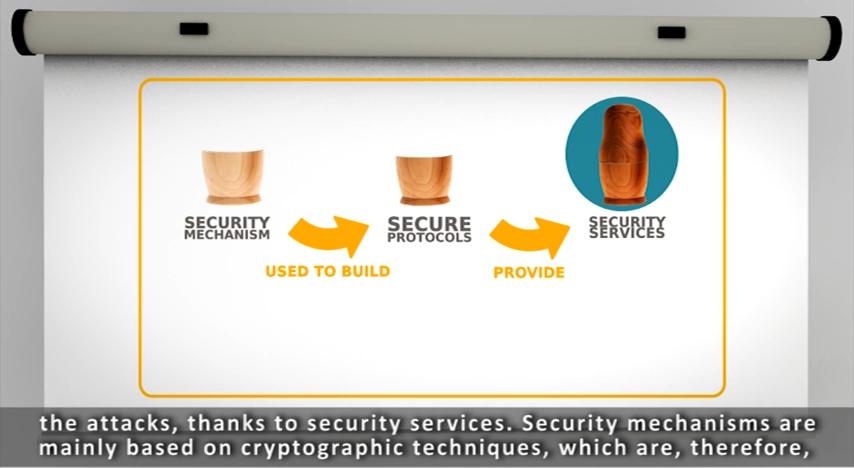 SECURITY
MECHANISM
SECURE
PROTOCOLS
SECURITY
SERVICES
USED TO BUILD
PROVIDE
the attacks, thanks to security services. Security mechanisms are
mainly based on cryptographic techniques, which are, therefore,